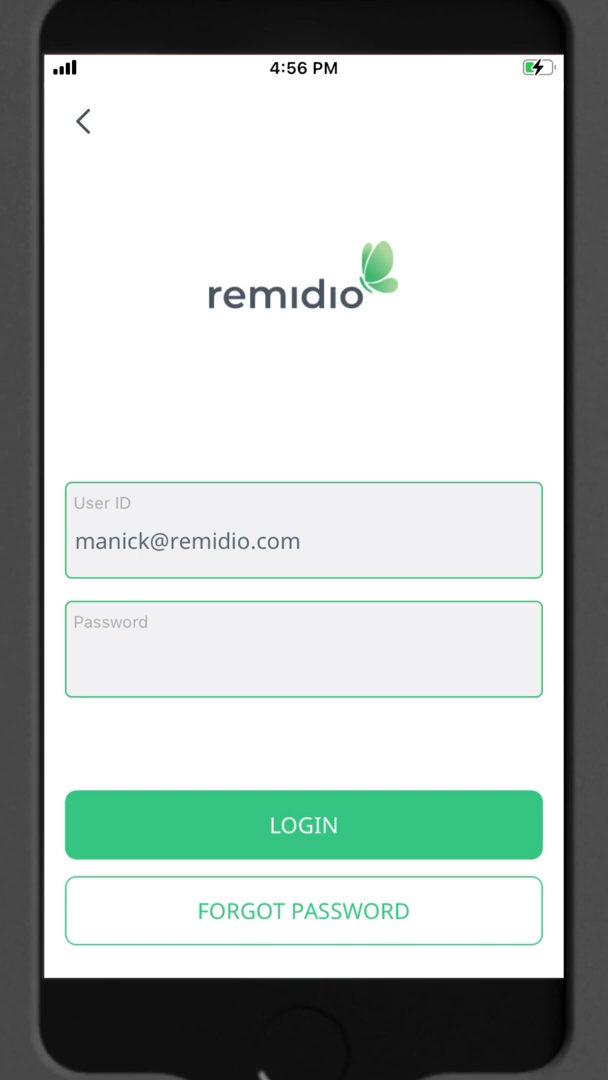 4:56 PM
remidio
User ID
manick@remidio.com
Password
LOGIN
FORGOT PASSWORD